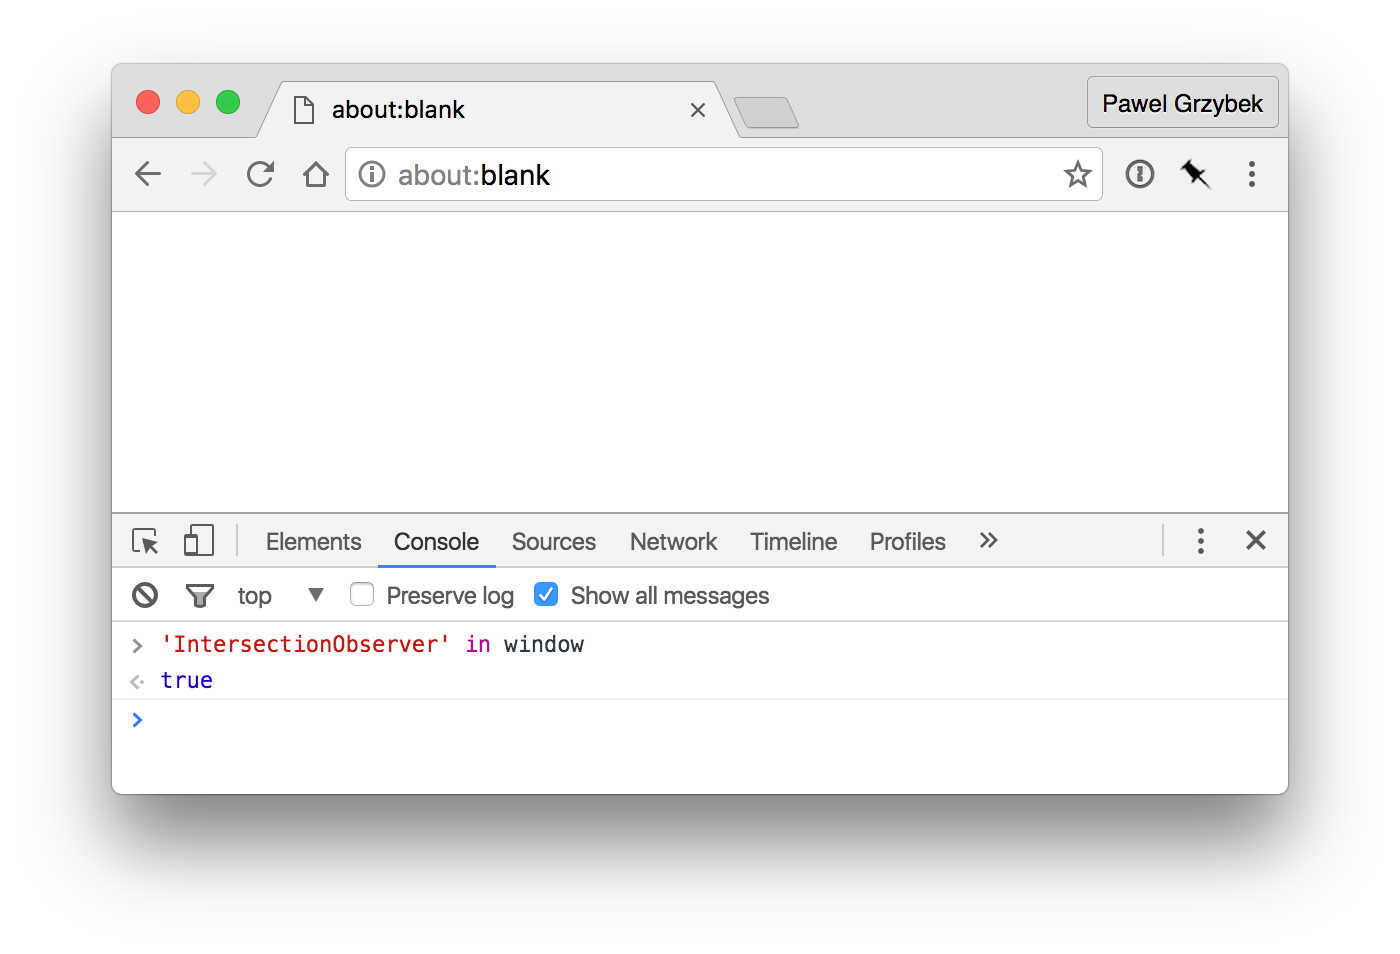 about:blank
Pawel Grzybek
about:blank
Elements Console Sources Network Timeline Profiles
top Preserve log Show all messages
'IntersectionObserver' in window
true